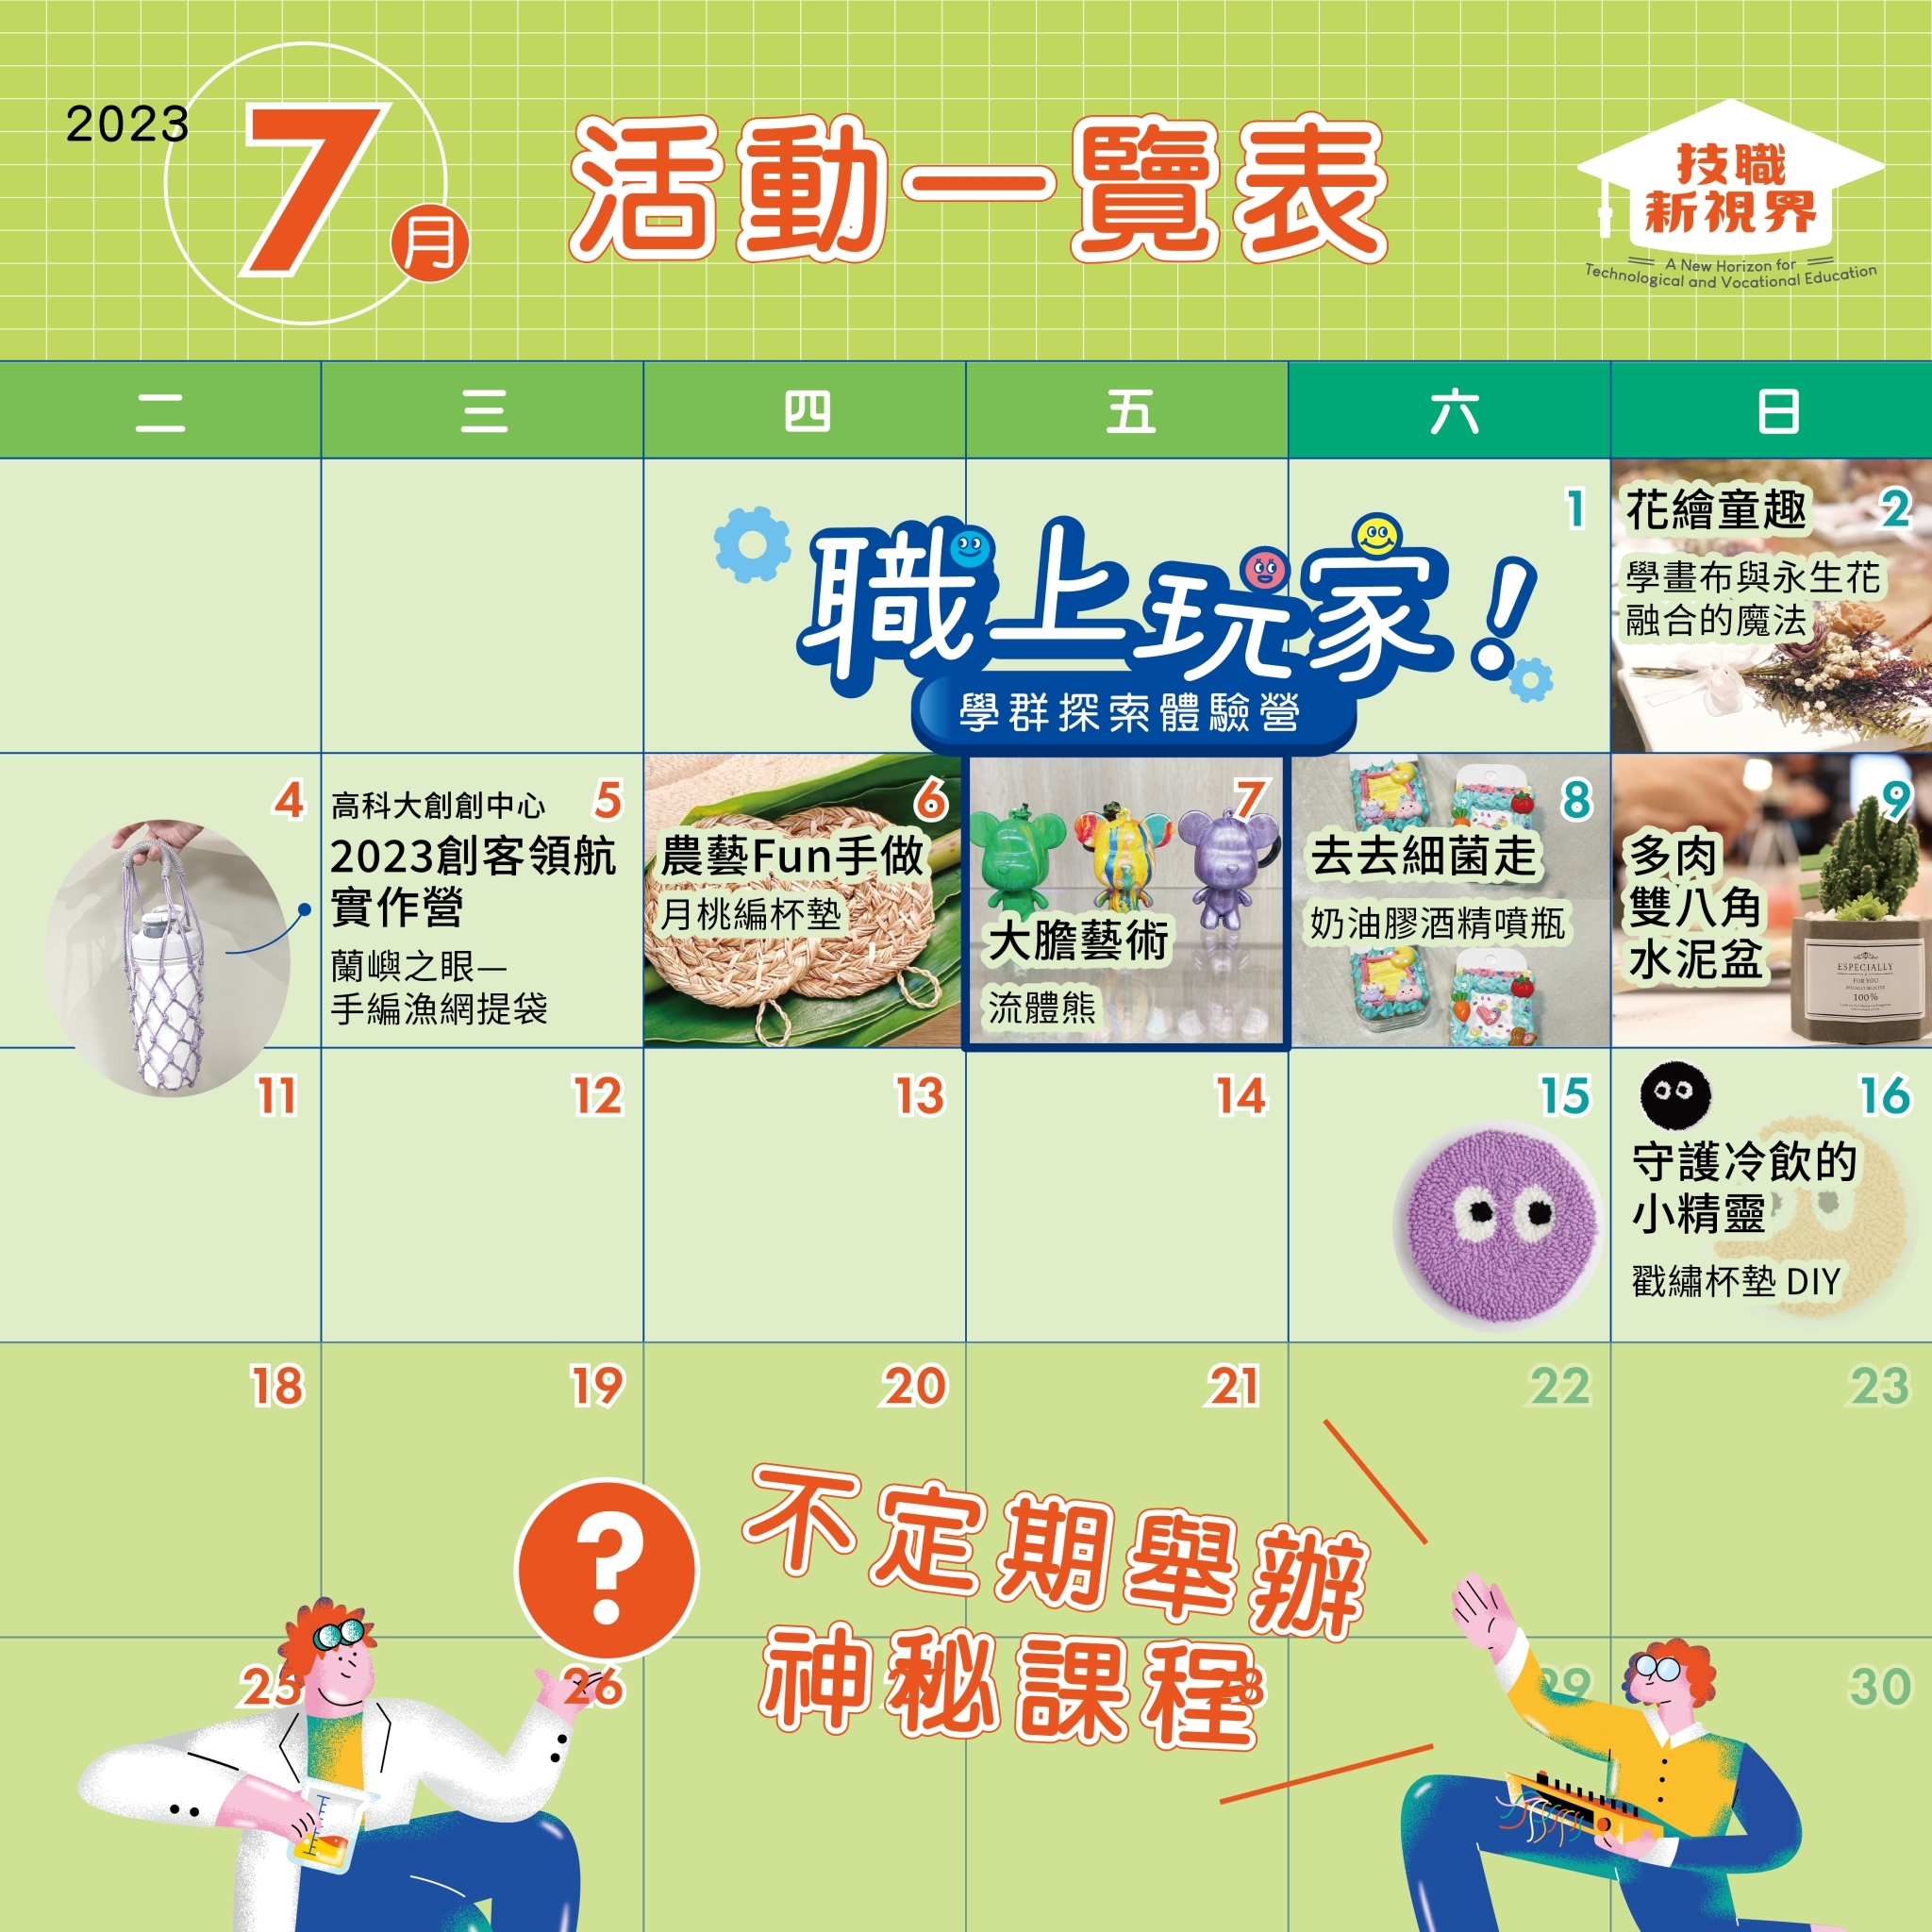 2023
7
月
活動一覽表
技職
新視界
A New Horizon for
Technological and Vocational Education
二
三
四
五
六
日
職上玩家!
學群探索體驗營
1
2
花繪童趣
學畫布與永生花
融合的魔法
4
5
高科大創創中心
2023創客領航
實作營
蘭嶼之眼—
手編漁網提袋
6
農藝Fun手做
月桃編杯墊
7
大膽藝術
流體熊
8
去去細菌走
奶油膠酒精噴瓶
9
多肉
雙八角
水泥盆
ESPECIALLY
FOR YOU
100%
11
12
13
14
15
16
守護冷飲的
小精靈
戳繡杯墊 DIY
18
19
20
21
22
23
?
不定期舉辦
神秘課程
25
26
28
29
30